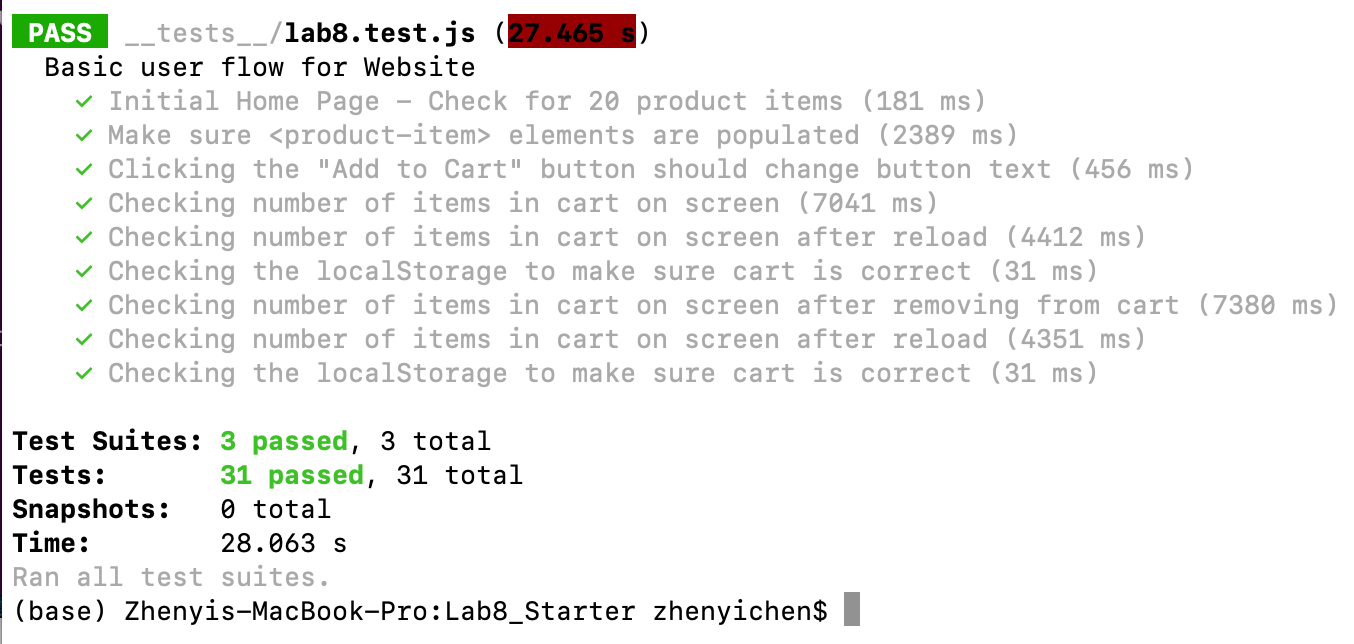 PASS __tests__/lab8.test.js (27.465 s)
Basic user flow for Website
✓ Initial Home Page – Check for 20 product items (181 ms)
✓ Make sure <product-item> elements are populated (2389 ms)
✓ Clicking the "Add to Cart" button should change button text (456 ms)
✓ Checking number of items in cart on screen (7041 ms)
✓ Checking number of items in cart on screen after reload (4412 ms)
✓ Checking the localStorage to make sure cart is correct (31 ms)
✓ Checking number of items in cart on screen after removing from cart (7380 ms)
✓ Checking number of items in cart on screen after reload (4351 ms)
✓ Checking the localStorage to make sure cart is correct (31 ms)
Test Suites: 3 passed, 3 total
Tests: 31 passed, 31 total
Snapshots: 0 total
Time: 28.063 s
Ran all test suites.
(base) Zhenyis-MacBook-Pro:Lab8_Starter zhenyichen$